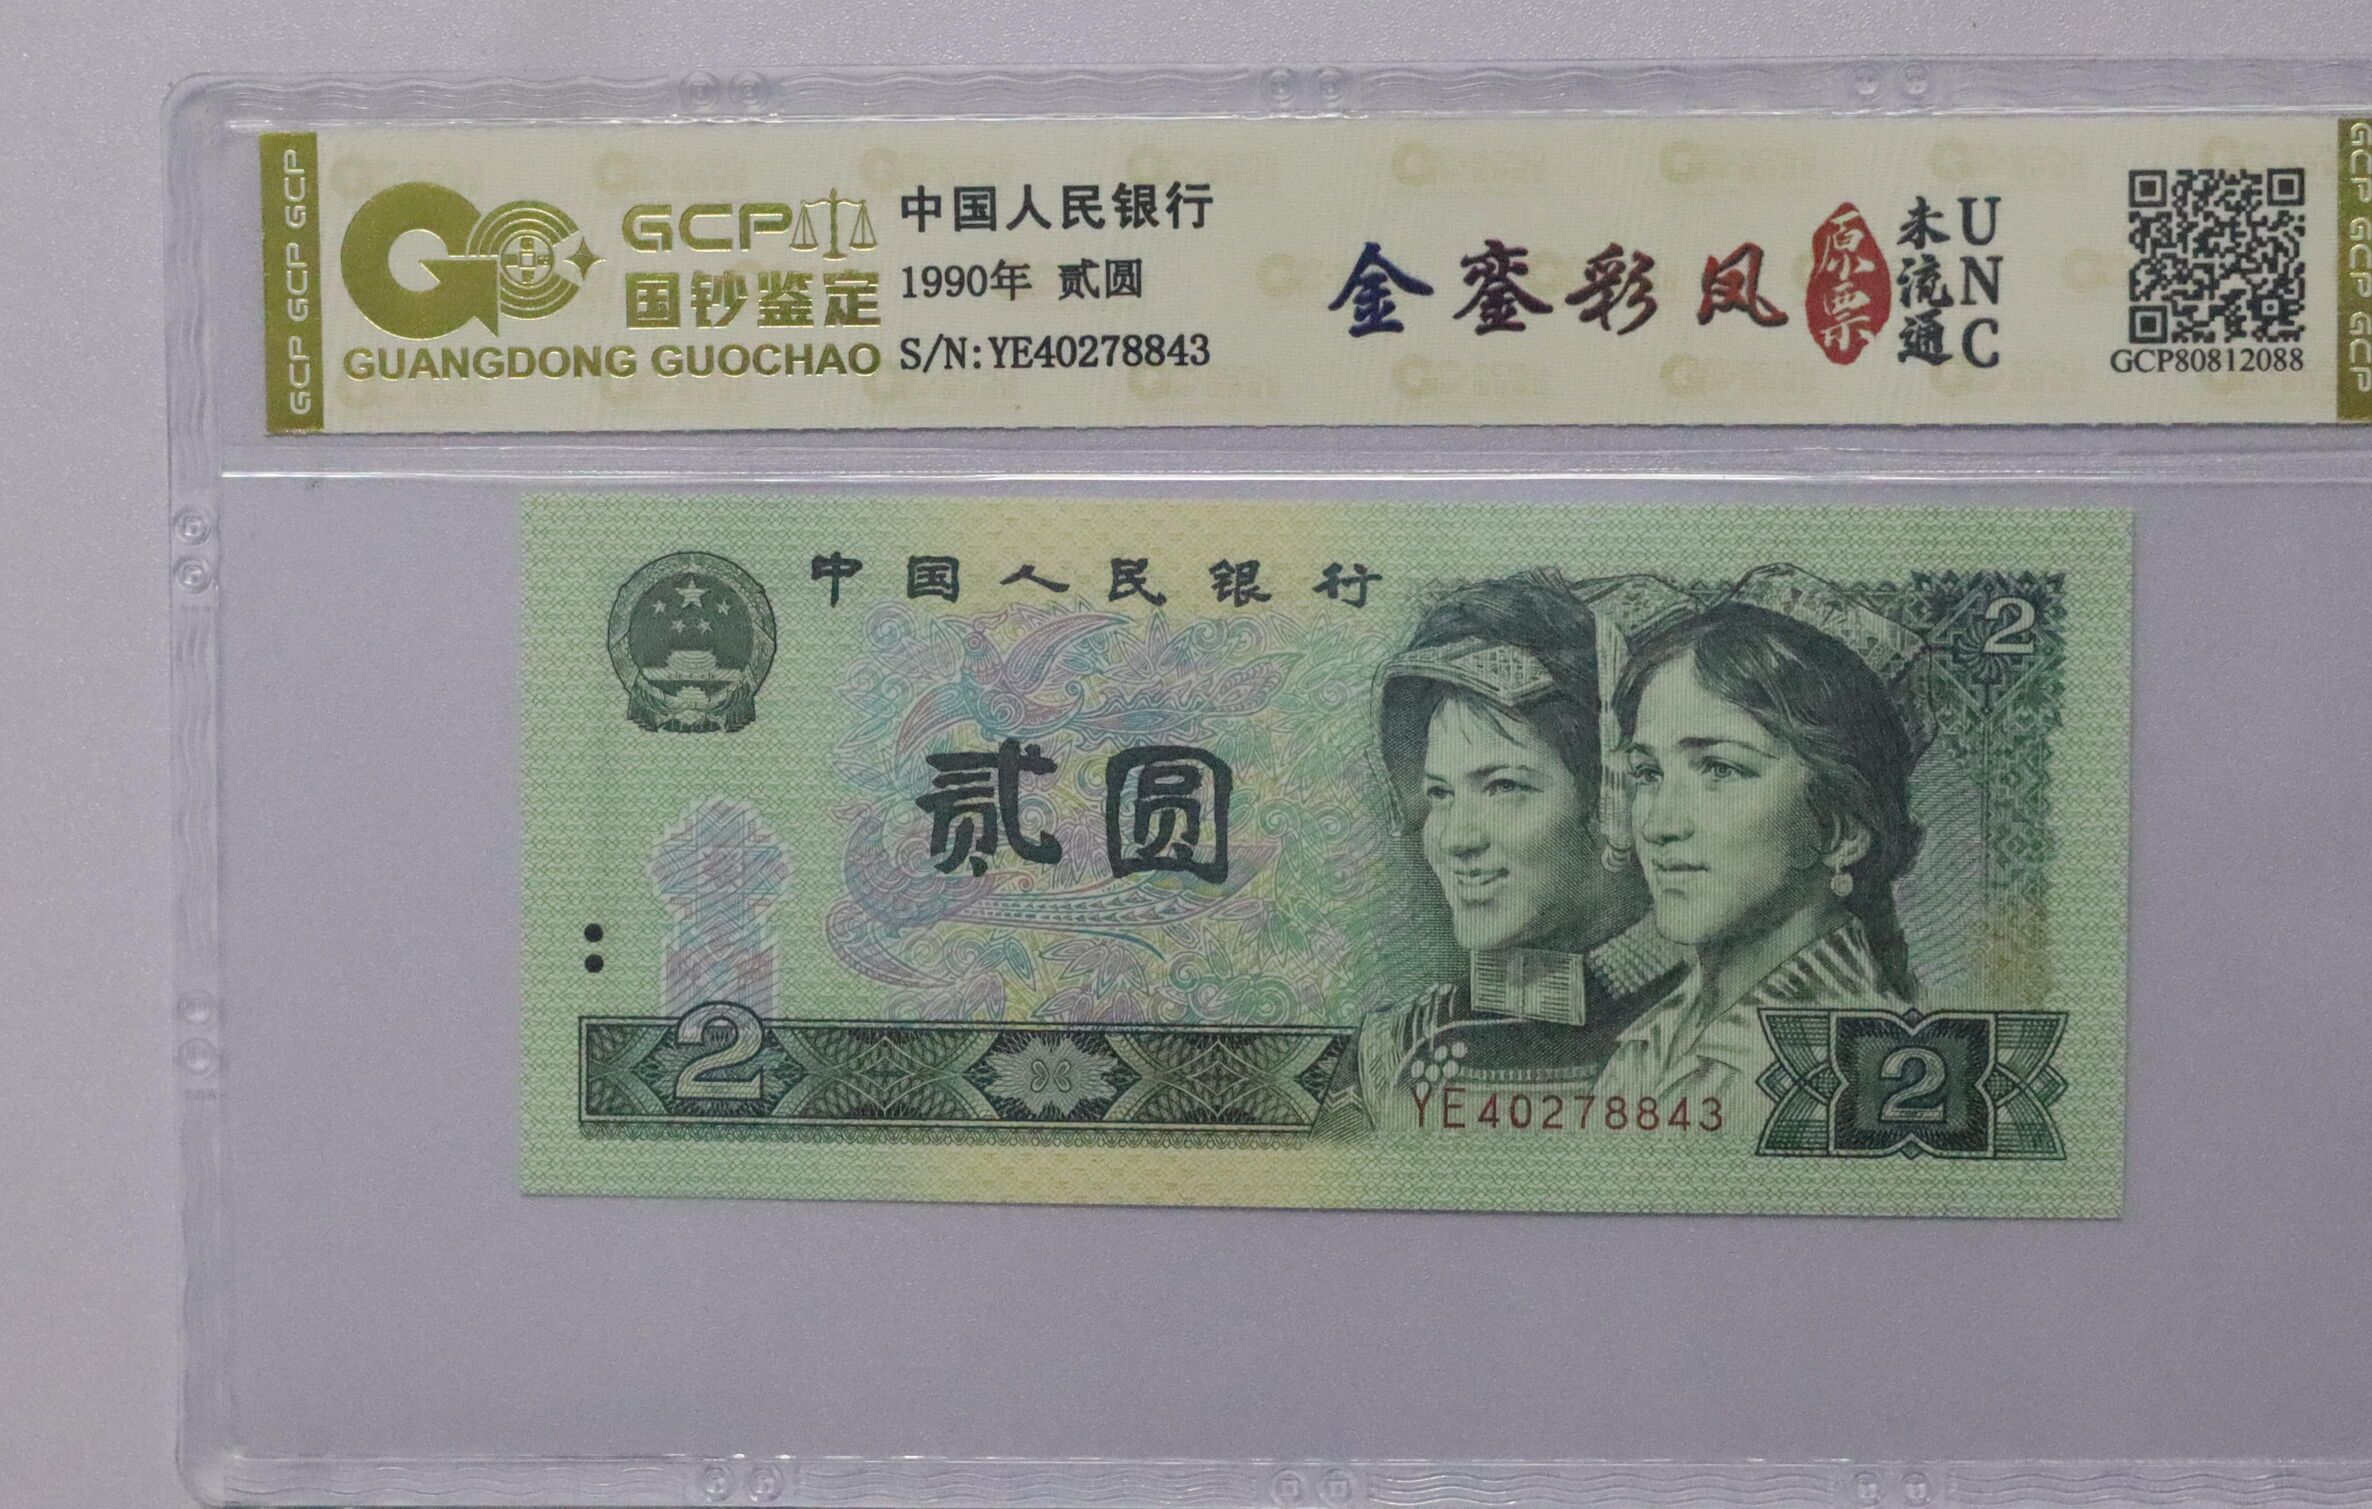 GCP GCP GCP
GCP
国钞鉴定
GUANGDONG GUOCHAO
中国人民银行
1990年 贰圆
S/N:YE40278843
金銮彩凤
原票
未流通
UNC
GCP80812088
GCP GCP GCP
中国人民银行
2
贰圆
2
YE40278843
2